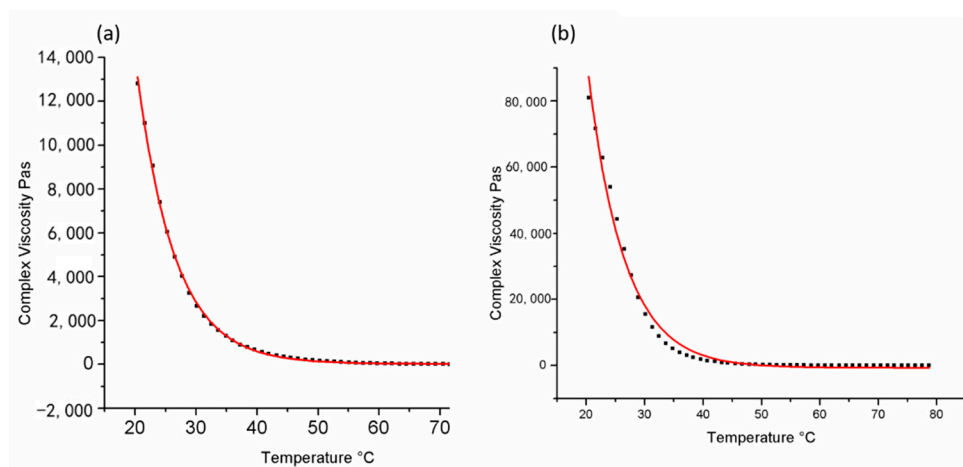 (a)
14, 000
12, 000
10, 000
8, 000
6, 000
4, 000
2, 000
0
−2, 000
Complex Viscosity Pas
20 30 40 50 60 70
Temperature °C
(b)
80, 000
60, 000
40, 000
20, 000
0
Complex Viscosity Pas
20 30 40 50 60 70 80
Temperature °C